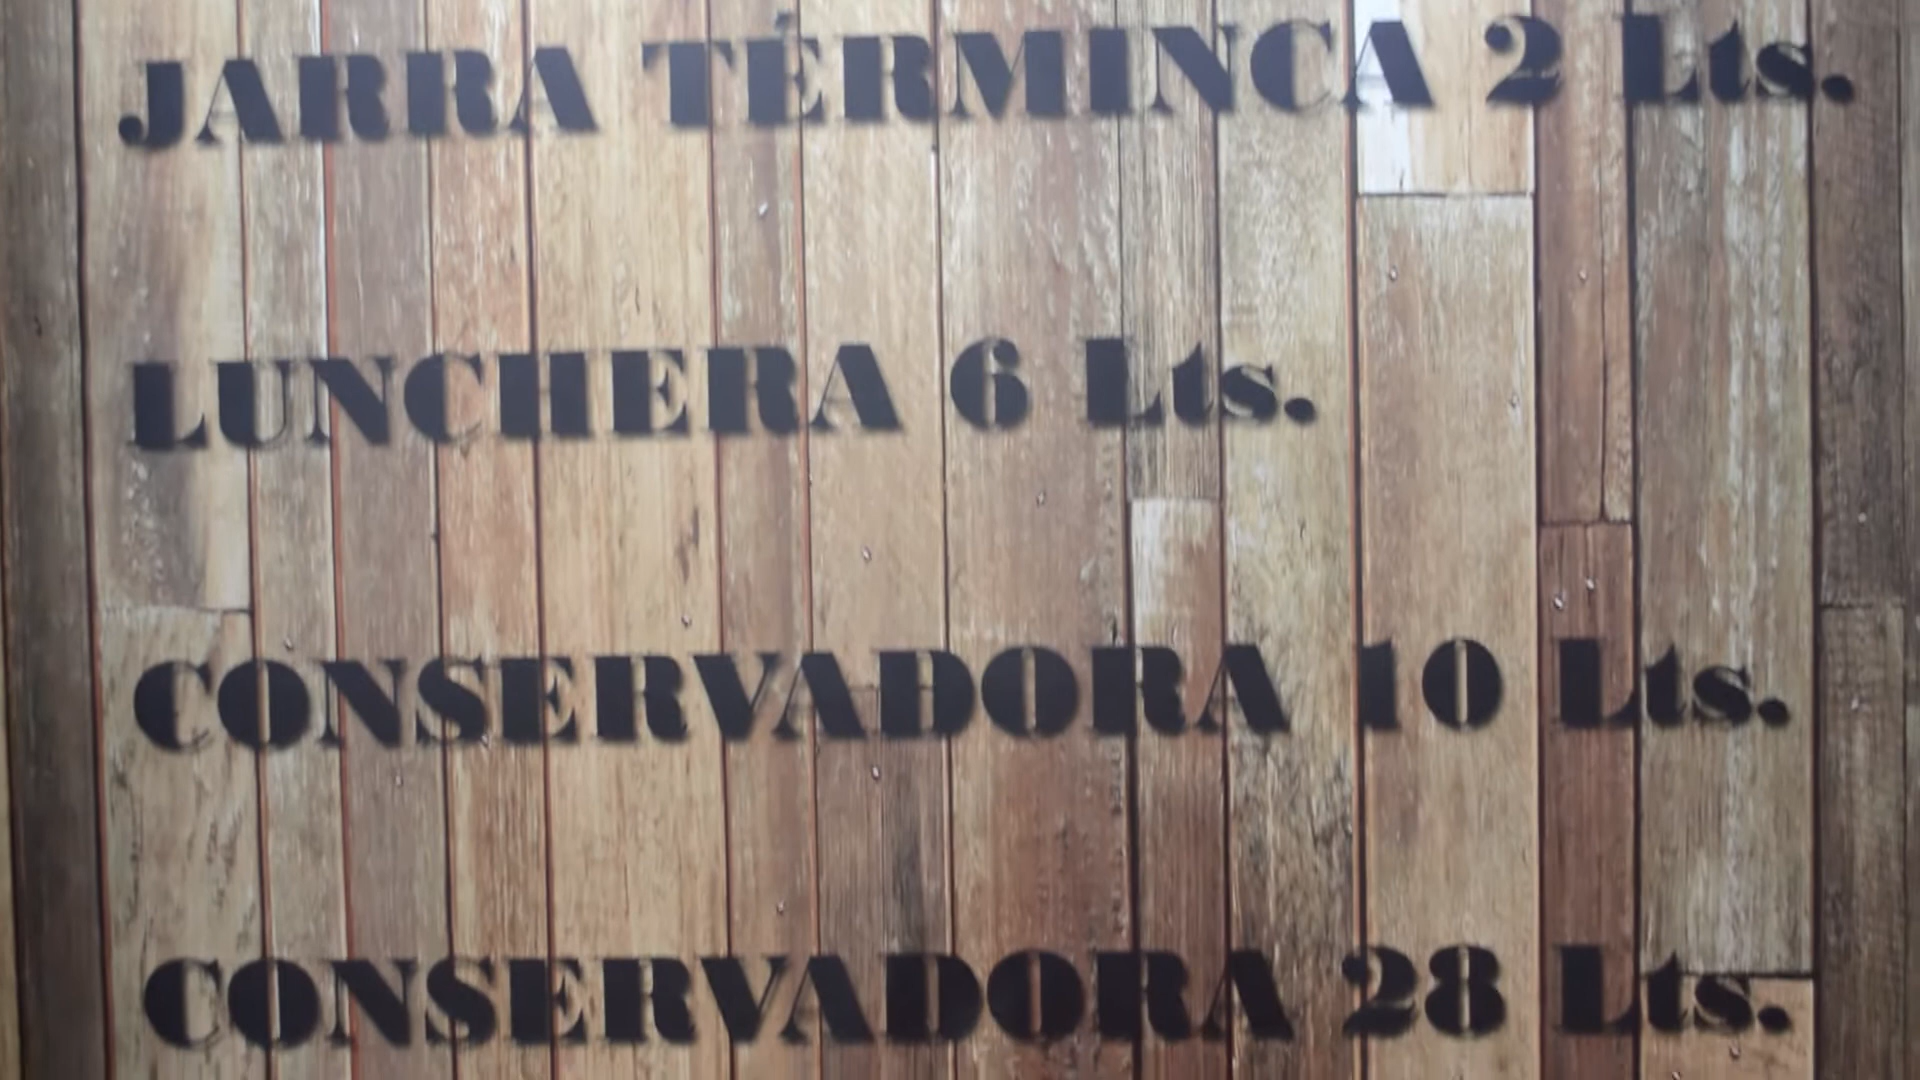 JARRA TÉRMINCA 2 Lts.
LUNCHERA 6 Lts.
CONSERVADORA 10 Lts.
CONSERVADORA 28 Lts.